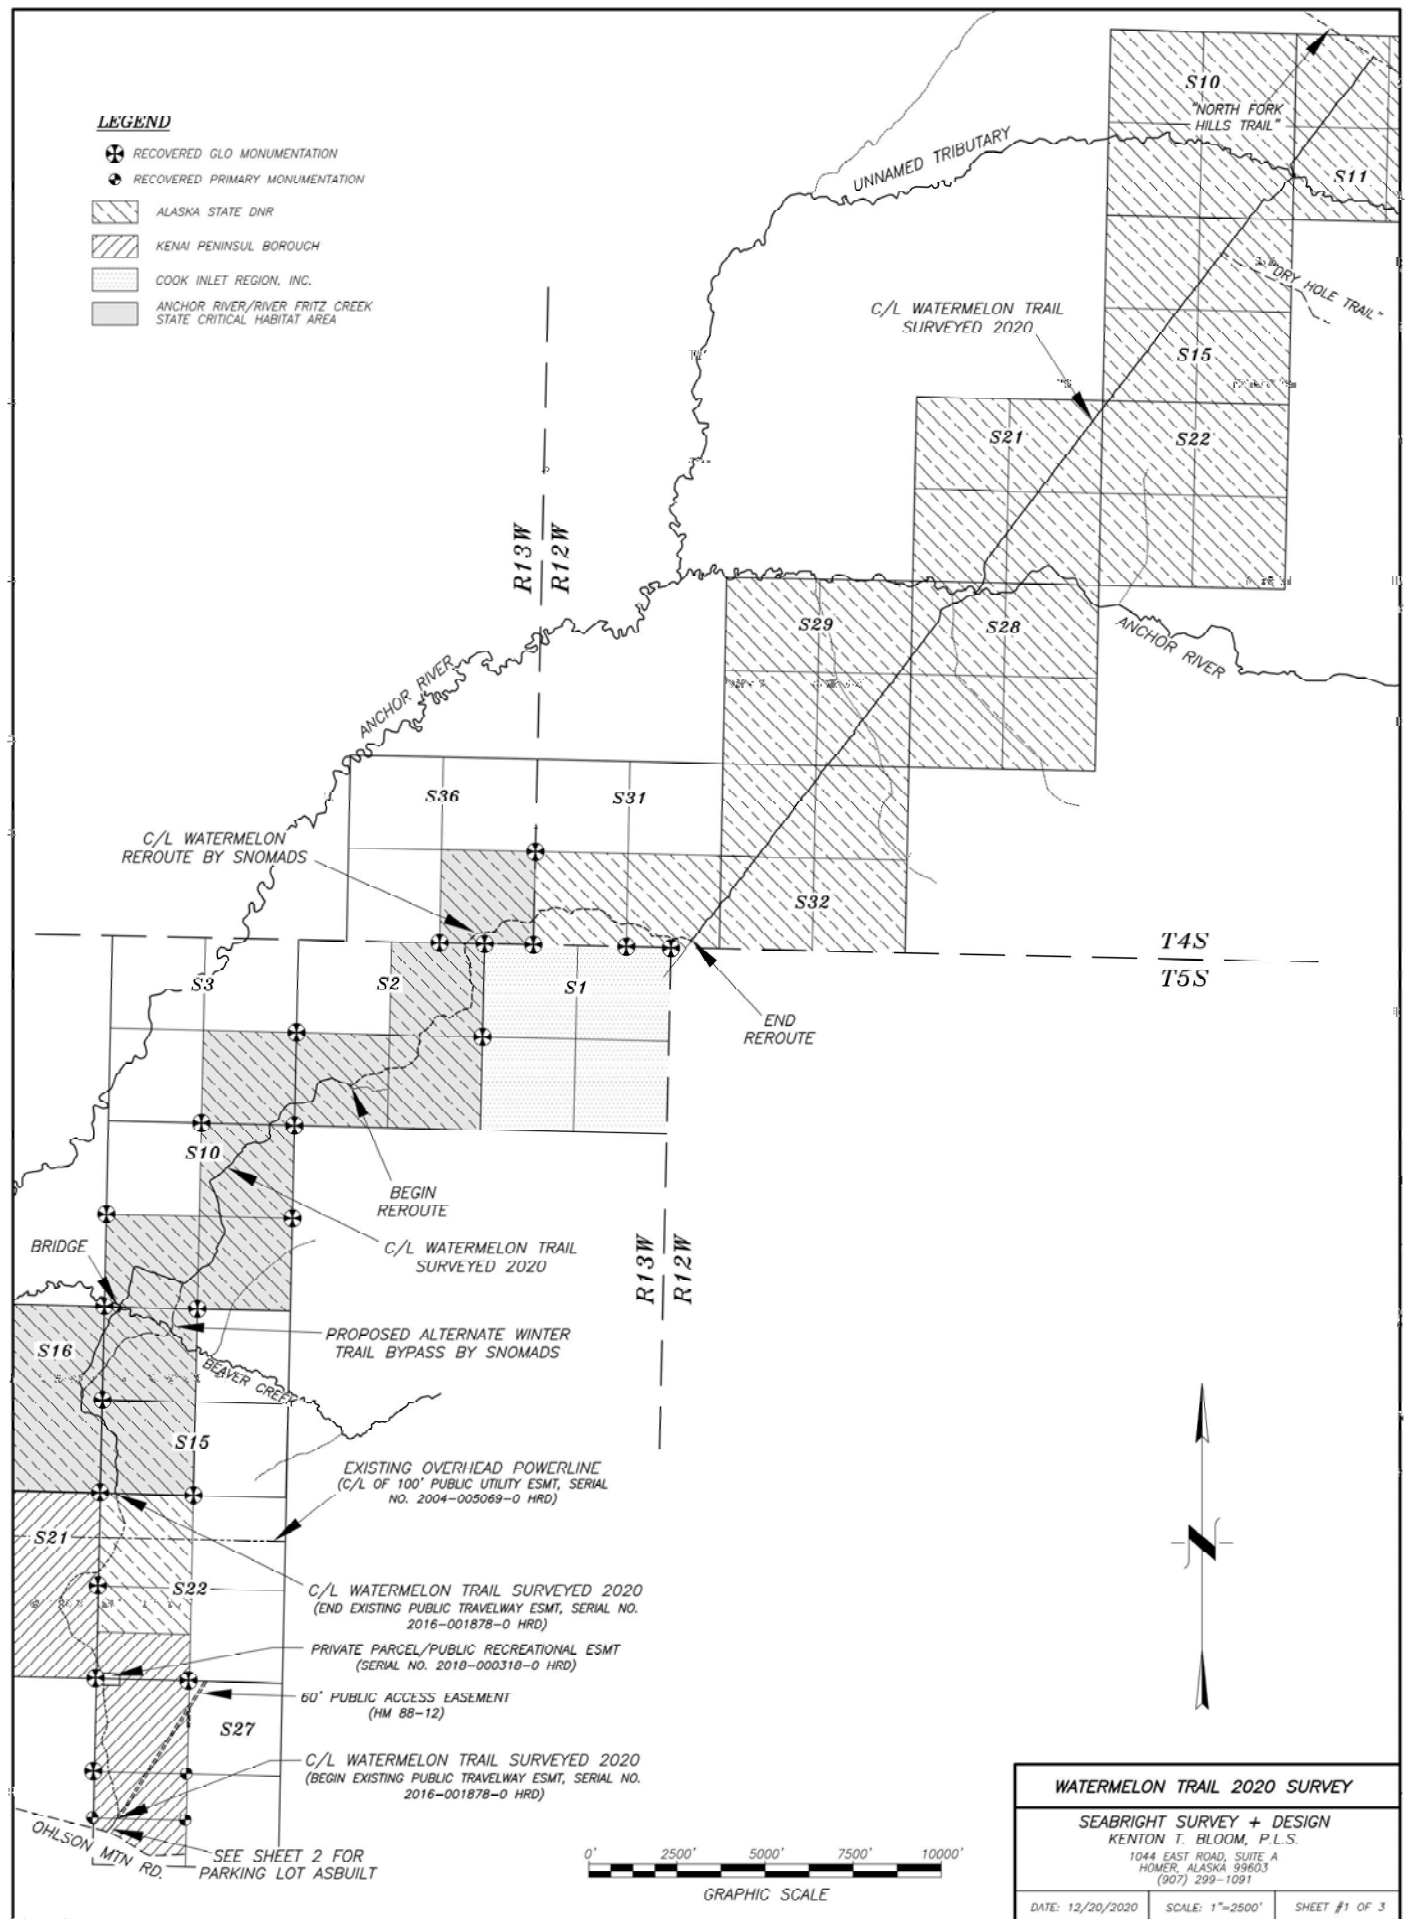 LEGEND
RECOVERED GLO MONUMENTATION
RECOVERED PRIMARY MONUMENTATION
ALASKA STATE DNR
KENAI PENINSUL BOROUGH
COOK INLET REGION, INC.
ANCHOR RIVER/RIVER FRITZ CREEK
STATE CRITICAL HABITAT AREA
S10
"NORTH FORK
HILLS TRAIL"
S11
UNNAMED TRIBUTARY
"DRY HOLE TRAIL"
C/L WATERMELON TRAIL
SURVEYED 2020
S15
S21
S22
R13W
R12W
S29
S28
ANCHOR RIVER
ANCHOR RIVER
S36
S31
C/L WATERMELON
REROUTE BY SNOMADS
S32
T4S
T5S
S3
S2
S1
END
REROUTE
S10
BEGIN
REROUTE
BRIDGE
C/L WATERMELON TRAIL
SURVEYED 2020
R13W
R12W
PROPOSED ALTERNATE WINTER
TRAIL BYPASS BY SNOMADS
S16
BEAVER CREEK
S15
EXISTING OVERHEAD POWERLINE
(C/L OF 100' PUBLIC UTILITY ESMT, SERIAL
NO. 2004-005069-0 HRD)
S21
S22
C/L WATERMELON TRAIL SURVEYED 2020
(END EXISTING PUBLIC TRAVELWAY ESMT, SERIAL NO.
2016-001878-0 HRD)
PRIVATE PARCEL/PUBLIC RECREATIONAL ESMT
(SERIAL NO. 2018-000318-0 HRD)
60' PUBLIC ACCESS EASEMENT
(HM 88-12)
S27
C/L WATERMELON TRAIL SURVEYED 2020
(BEGIN EXISTING PUBLIC TRAVELWAY ESMT, SERIAL NO.
2016-001878-0 HRD)
OHLSON MTN RD.
SEE SHEET 2 FOR
PARKING LOT ASBUILT
N
0' 2500' 5000' 7500' 10000'
GRAPHIC SCALE
WATERMELON TRAIL 2020 SURVEY
SEABRIGHT SURVEY + DESIGN
KENTON T. BLOOM, P.L.S.
1044 EAST ROAD, SUITE A
HOMER, ALASKA 99603
(907) 299-1091
DATE: 12/20/2020 SCALE: 1"=2500' SHEET #1 OF 3